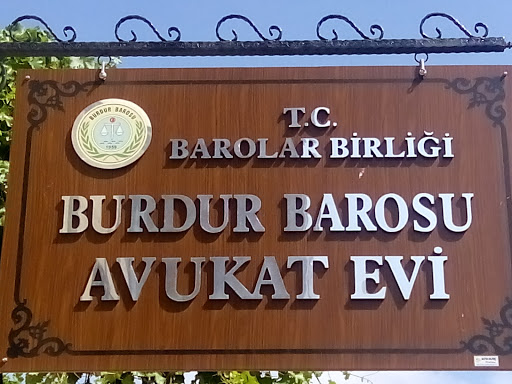 T.C.
BAROLAR BİRLİĞİ
BURDUR BAROSU
BURDUR BAROSU
AVUKAT EVİ